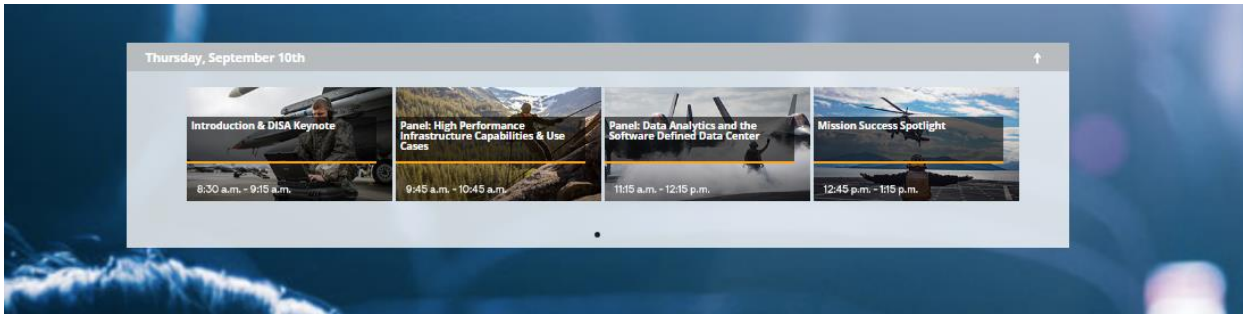 Thursday, September 10th
Introduction & DISA Keynote
8:30 a.m. - 9:15 a.m.
Panel: High Performance
Infrastructure Capabilities & Use
Cases
9:45 a.m. - 10:45 a.m.
Panel: Data Analytics and the
Software Defined Data Center
11:15 a.m. - 12:15 p.m.
Mission Success Spotlight
12:45 p.m. - 1:15 p.m.